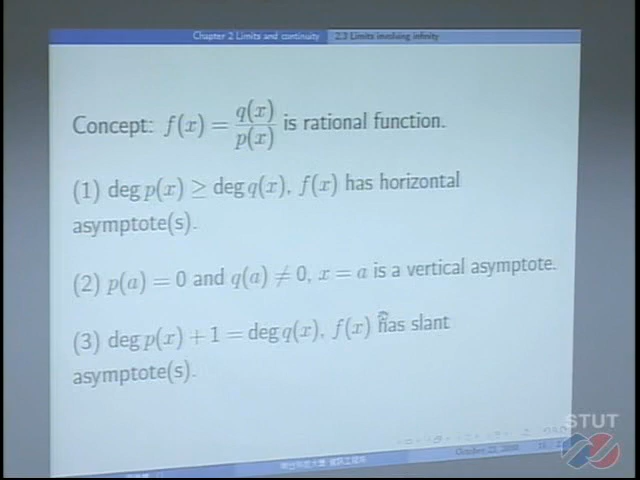 Chapter 2 Limits and continuity 2.3 Limits involving infinity
Concept: f(x) = q(x)/p(x) is rational function.
(1) deg p(x) ≥ deg q(x), f(x) has horizontal
asymptote(s).
(2) p(a) = 0 and q(a) ≠ 0, x = a is a vertical asymptote.
(3) deg p(x) + 1 = deg q(x), f(x) has slant
asymptote(s).
STUT